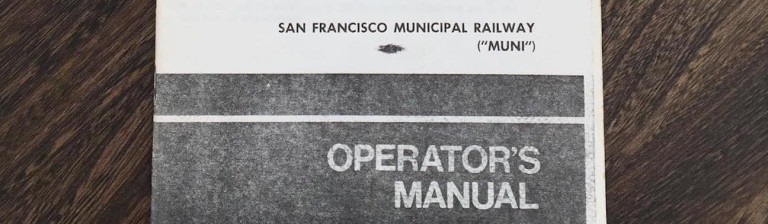 SAN FRANCISCO MUNICIPAL RAILWAY
("MUNI")
OPERATOR'S
MANUAL